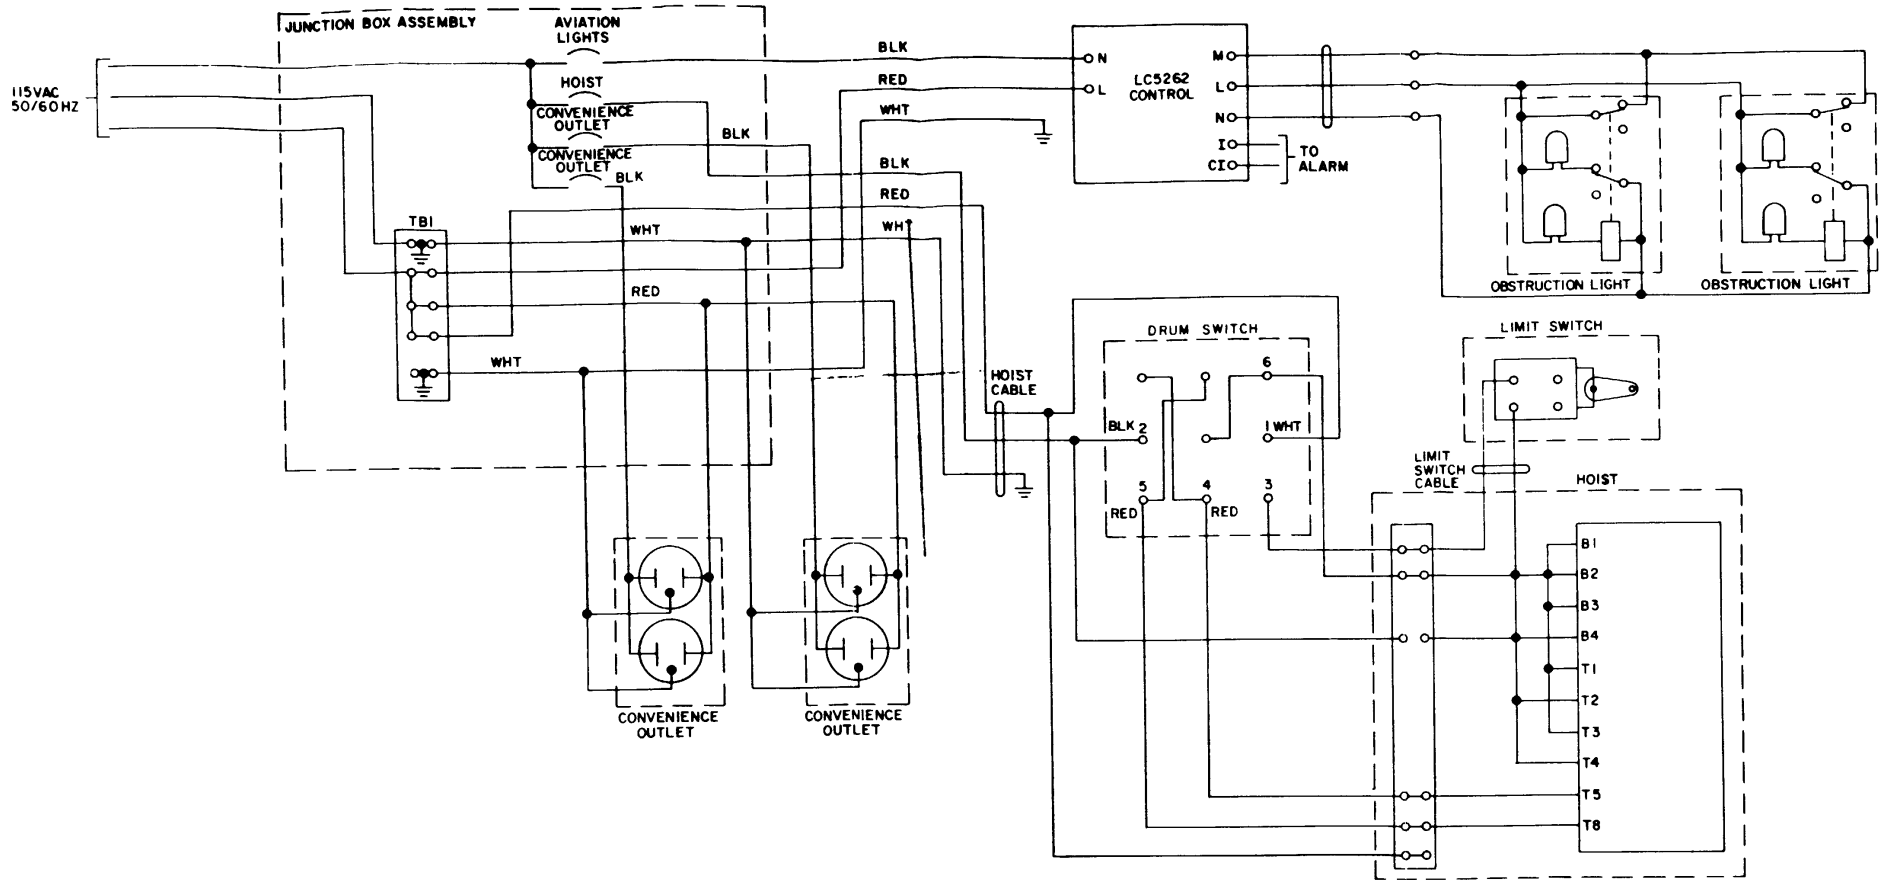 JUNCTION BOX ASSEMBLY
AVIATION
LIGHTS
115VAC
50/60HZ
HOIST
CONVENIENCE
OUTLET
CONVENIENCE
OUTLET
BLK
BLK
RED
WHT
BLK
BLK
RED
WHT
TB1
WHT
RED
WHT
N
L
LC5262
CONTROL
M
L
N
I
CI
TO
ALARM
OBSTRUCTION LIGHT
OBSTRUCTION LIGHT
HOIST
CABLE
DRUM SWITCH
6
BLK 2
1 WHT
5
4
3
RED
RED
LIMIT SWITCH
LIMIT
SWITCH
CABLE
HOIST
B1
B2
B3
B4
T1
T2
T3
T4
T5
T8
CONVENIENCE
OUTLET
CONVENIENCE
OUTLET